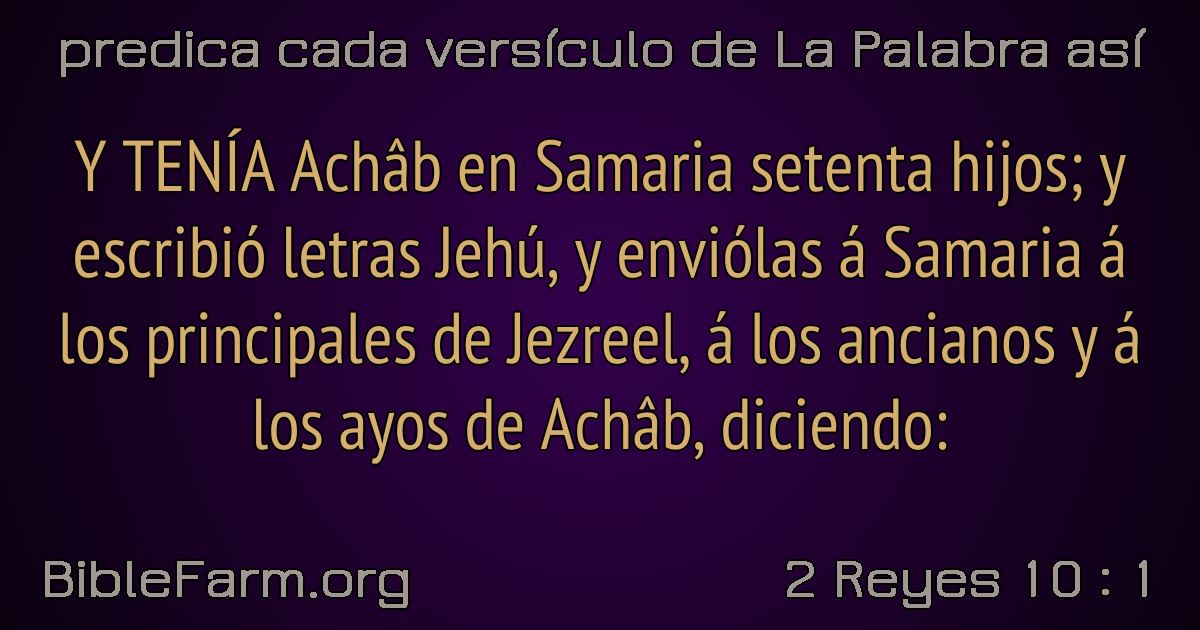 predica cada versículo de La Palabra así
Y TENÍA Achâb en Samaria setenta hijos; y
escribió letras Jehú, y enviólas á Samaria á
los principales de Jezreel, á los ancianos y á
los ayos de Achâb, diciendo:
BibleFarm.org
2 Reyes 10 : 1